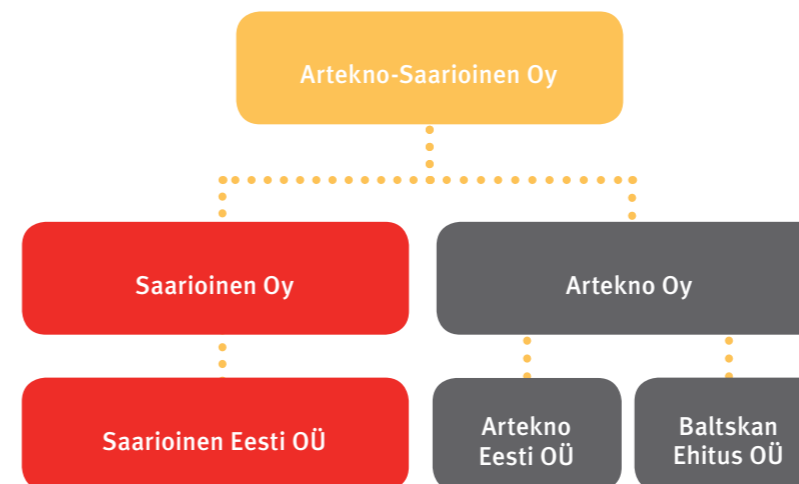 Artekno-Saarioinen Oy
Saarioinen Oy
Artekno Oy
Saarioinen Eesti OÜ
Artekno
Eesti OÜ
Baltskan
Ehitus OÜ